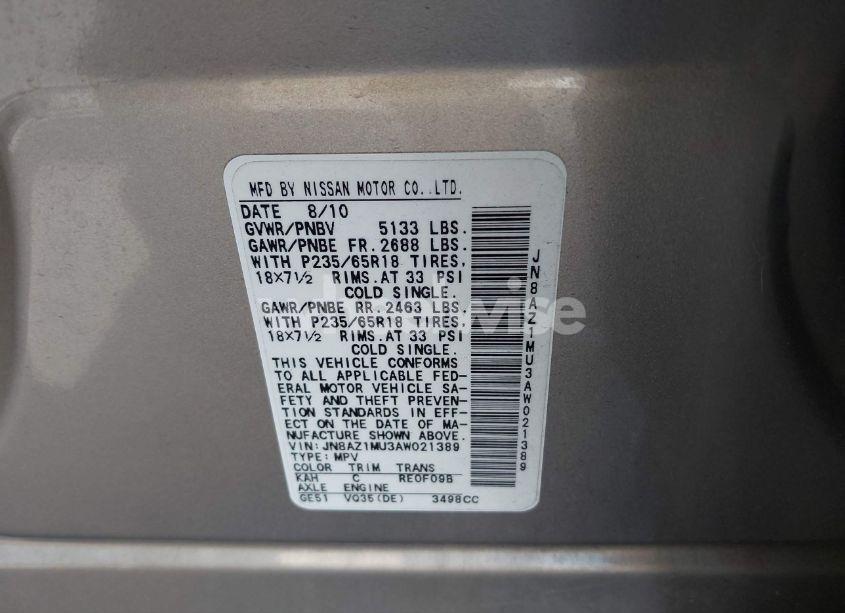 MFD BY NISSAN MOTOR CO.,LTD.
DATE 8/10
GVWR/PNBV 5133 LBS.
GAWR/PNBE FR. 2688 LBS.
WITH P235/65R18 TIRES,
18×7½ RIMS.AT 33 PSI
COLD SINGLE.
GAWR/PNBE RR. 2463 LBS.
WITH P235/65R18 TIRES,
18×7½ RIMS.AT 33 PSI
COLD SINGLE.
THIS VEHICLE CONFORMS
TO ALL APPLICABLE FED-
ERAL MOTOR VEHICLE SA-
FETY AND THEFT PREVEN-
TION STANDARDS IN EFF-
ECT ON THE DATE OF MA-
NUFACTURE SHOWN ABOVE.
VIN:JN8AZ1MU3AW021389
TYPE:MPV
COLOR TRIM TRANS
KAH C RE0F09B
AXLE ENGINE
GE51 VQ35(DE) 3498CC
JN8AZ1MU3AW021389